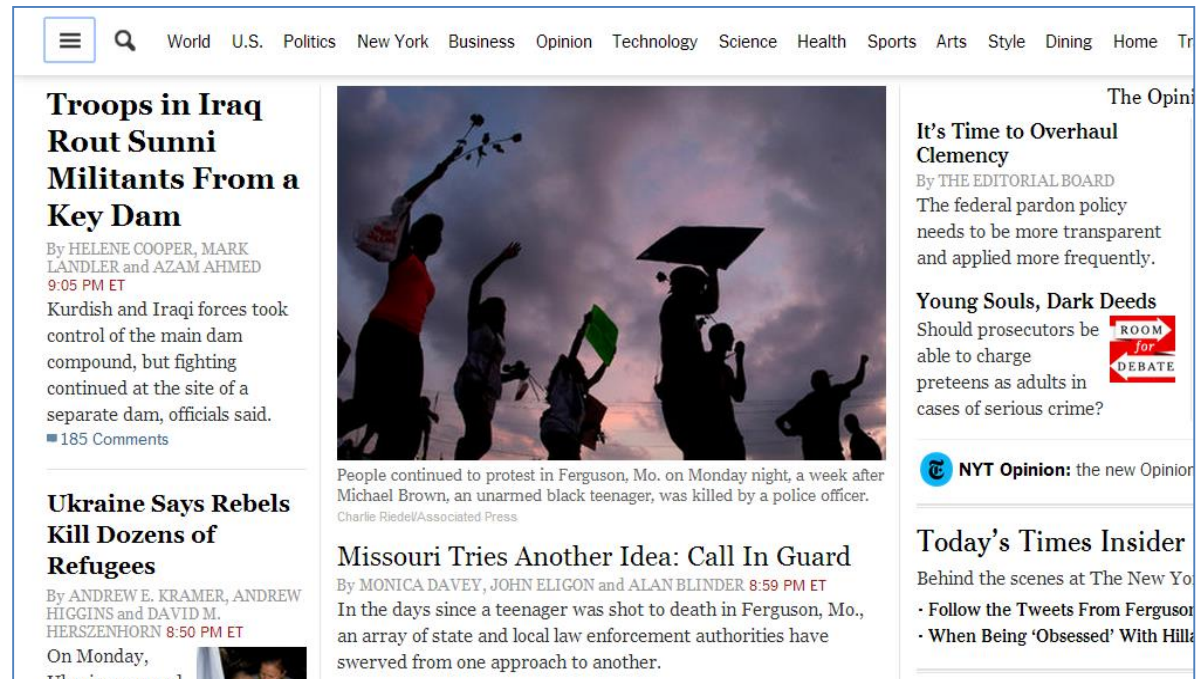 World U.S. Politics New York Business Opinion Technology Science Health Sports Arts Style Dining Home
Troops in Iraq
Rout Sunni
Militants From a
Key Dam
By HELENE COOPER, MARK
LANDLER and AZAM AHMED
9:05 PM ET
Kurdish and Iraqi forces took
control of the main dam
compound, but fighting
continued at the site of a
separate dam, officials said.
185 Comments
Ukraine Says Rebels
Kill Dozens of
Refugees
By ANDREW E. KRAMER, ANDREW
HIGGINS and DAVID M.
HERSZENHORN 8:50 PM ET
On Monday,
People continued to protest in Ferguson, Mo. on Monday night, a week after
Michael Brown, an unarmed black teenager, was killed by a police officer.
Charlie Riedel/Associated Press
Missouri Tries Another Idea: Call In Guard
By MONICA DAVEY, JOHN ELIGON and ALAN BLINDER 8:59 PM ET
In the days since a teenager was shot to death in Ferguson, Mo.,
an array of state and local law enforcement authorities have
swerved from one approach to another.
The Opini
It's Time to Overhaul
Clemency
By THE EDITORIAL BOARD
The federal pardon policy
needs to be more transparent
and applied more frequently.
Young Souls, Dark Deeds
Should prosecutors be
able to charge
preteens as adults in
cases of serious crime?
ROOM
for
DEBATE
NYT Opinion: the new Opinion
Today's Times Insider
Behind the scenes at The New Yo
· Follow the Tweets From Ferguson
· When Being 'Obsessed' With Hilla